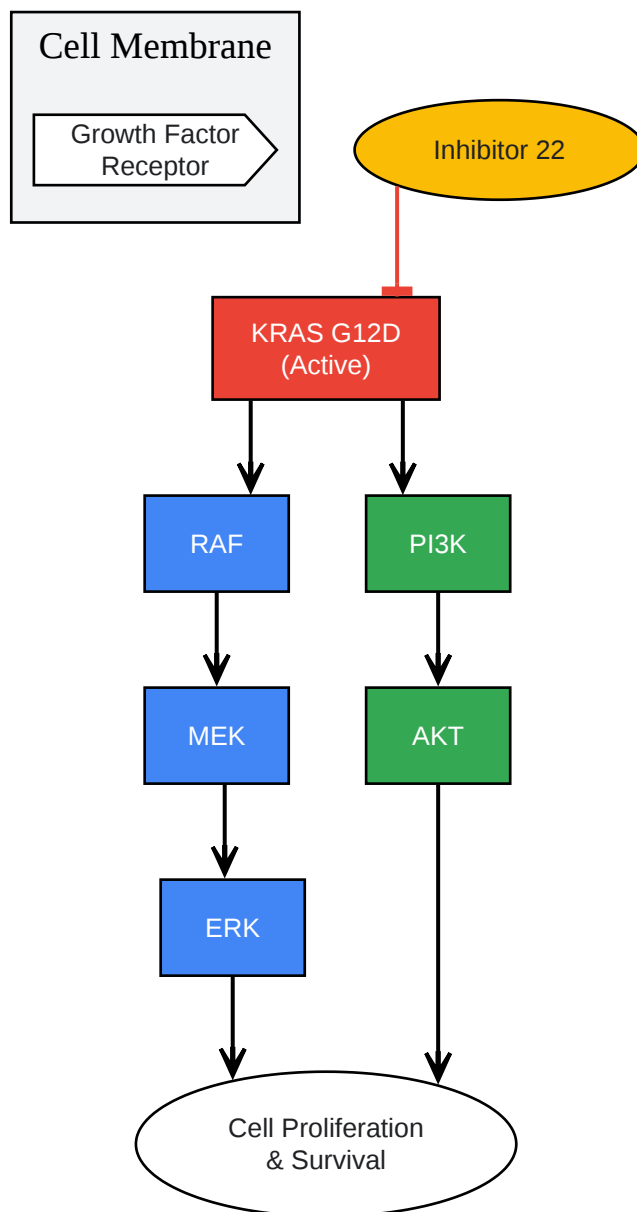 Cell Membrane
Growth Factor
Receptor
Inhibitor 22
KRAS G12D
(Active)
RAF
PI3K
MEK
AKT
ERK
Cell Proliferation
& Survival